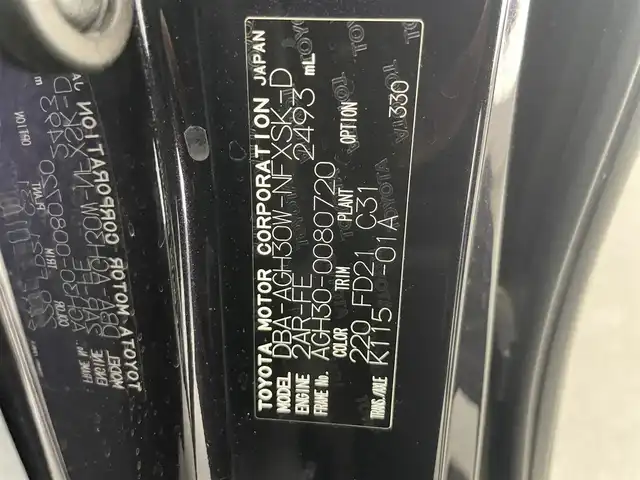 TOYOTA MOTOR CORPORATION JAPAN
MODEL DBA-AGH30W-NFXSK-D
ENGINE 2AR-FE 2493 mL
FRAME No. AGH30-0080720
COLOR TRIM PLANT OPTION
220 FD21 C31
TRANS./AXLE K115 -01A 330